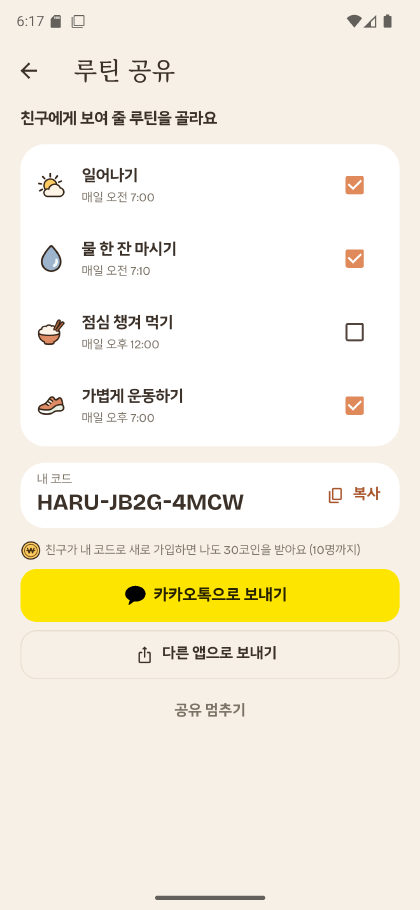 6:17
루틴 공유
친구에게 보여 줄 루틴을 골라요
일어나기
매일 오전 7:00
물 한 잔 마시기
매일 오전 7:10
점심 챙겨 먹기
매일 오후 12:00
가볍게 운동하기
매일 오후 7:00
내 코드
HARU-JB2G-4MCW
복사
친구가 내 코드로 새로 가입하면 나도 30코인을 받아요 (10명까지)
카카오톡으로 보내기
다른 앱으로 보내기
공유 멈추기